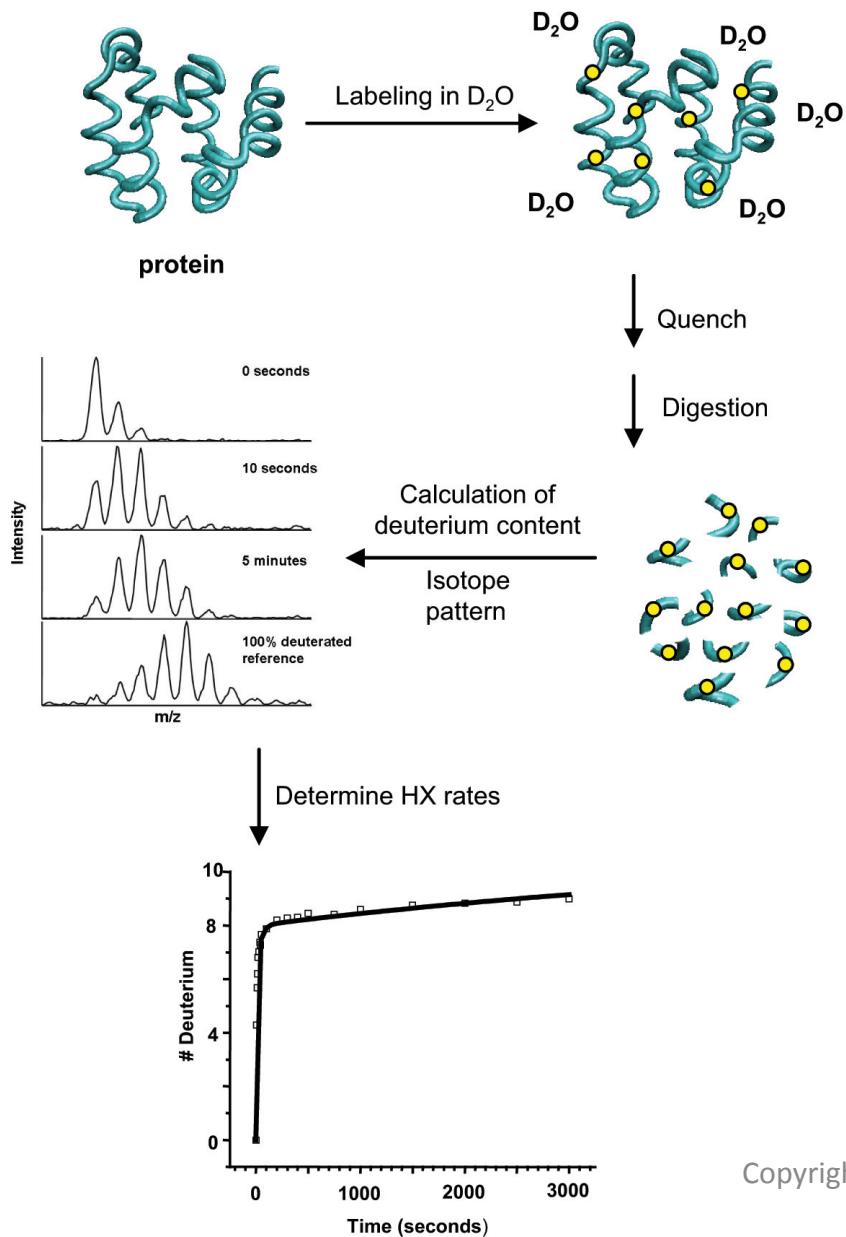 D₂O
D₂O
Labeling in D₂O
D₂O
D₂O
D₂O
protein
Quench
Digestion
0 seconds
10 seconds
5 minutes
100% deuterated
reference
Intensity
m/z
Calculation of
deuterium content
Isotope
pattern
Determine HX rates
10
8
4
0
# Deuterium
0 1000 2000 3000
Time (seconds)
Copyrigl